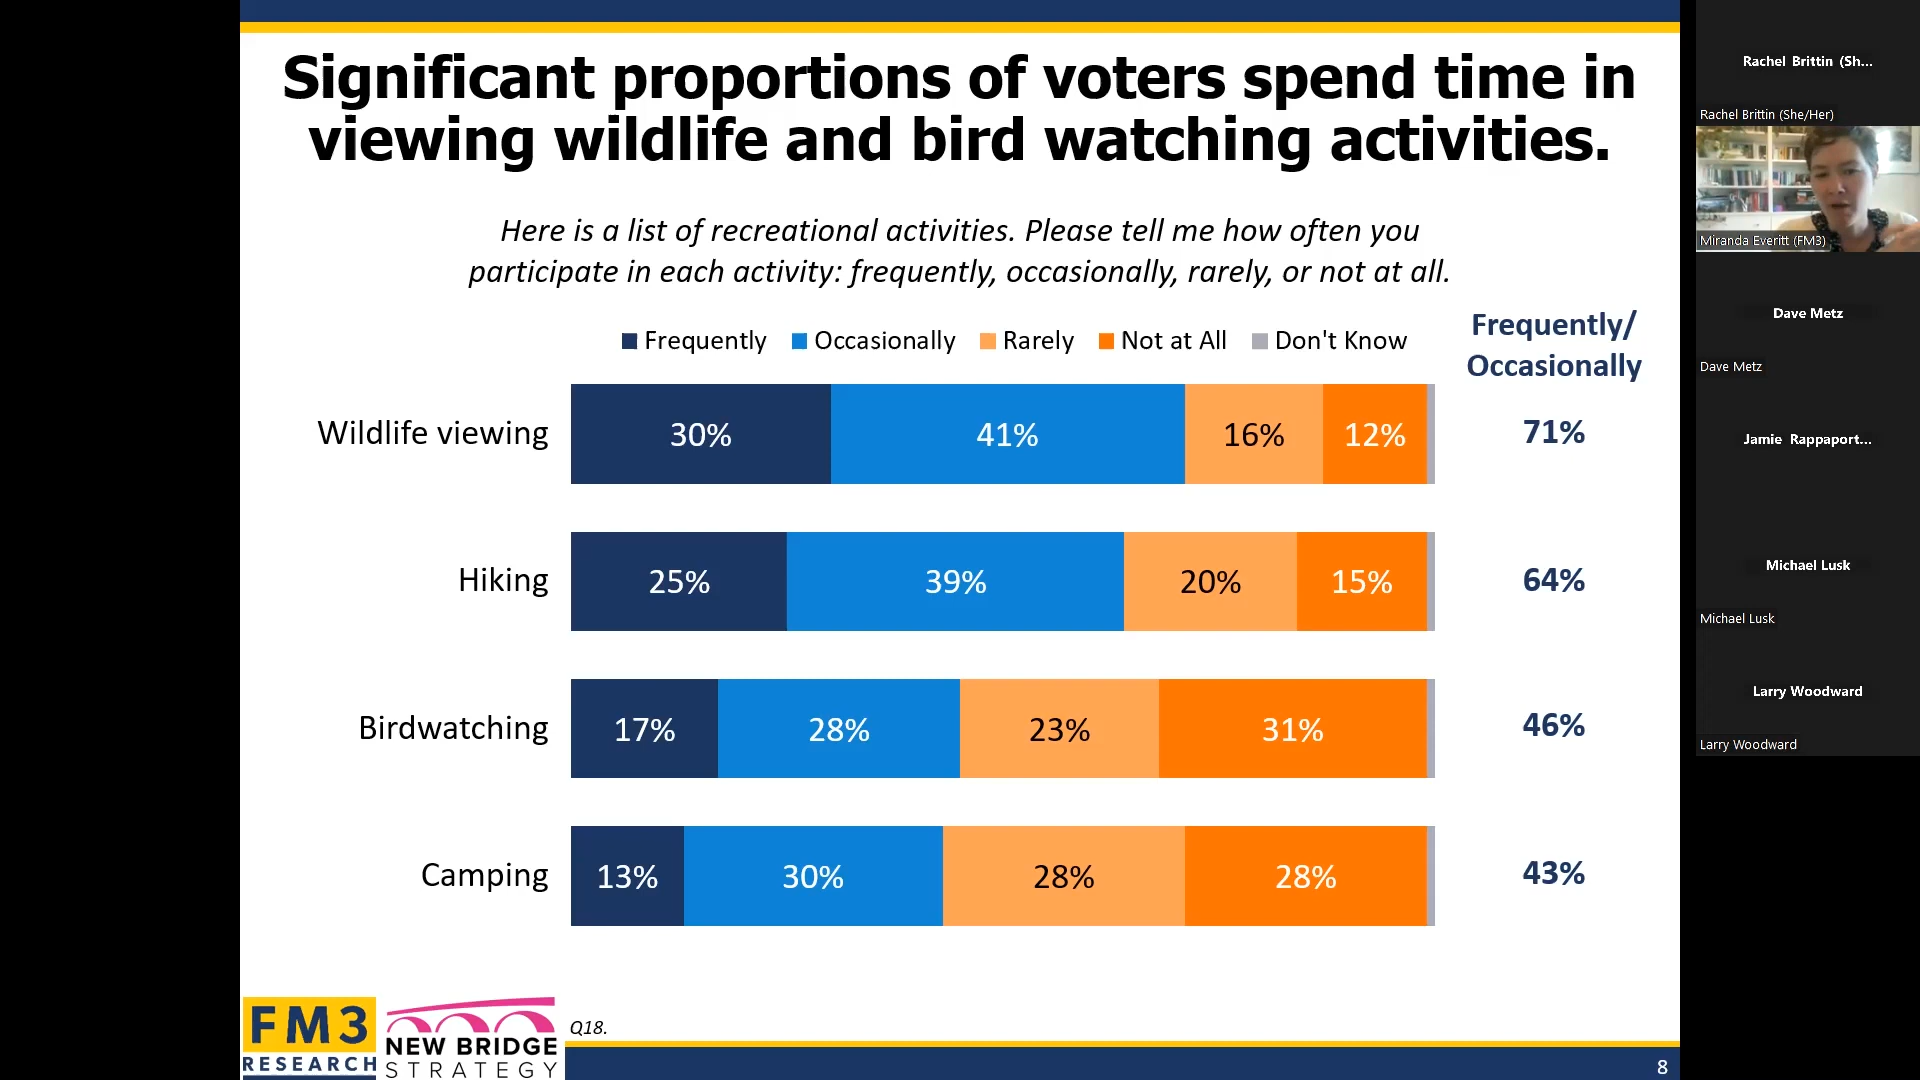 Significant proportions of voters spend time in
viewing wildlife and bird watching activities.
Here is a list of recreational activities. Please tell me how often you
participate in each activity: frequently, occasionally, rarely, or not at all.
Frequently Occasionally Rarely Not at All Don't Know
Frequently/
Occasionally
Wildlife viewing 30% 41% 16% 12% 71%
Hiking 25% 39% 20% 15% 64%
Birdwatching 17% 28% 23% 31% 46%
Camping 13% 30% 28% 28% 43%
FM3
RESEARCH
NEW BRIDGE
STRATEGY
Q18.
8
Rachel Brittin (Sh...
Rachel Brittin (She/Her)
Miranda Everitt (FM3)
Dave Metz
Dave Metz
Jamie Rappaport...
Michael Lusk
Michael Lusk
Larry Woodward
Larry Woodward